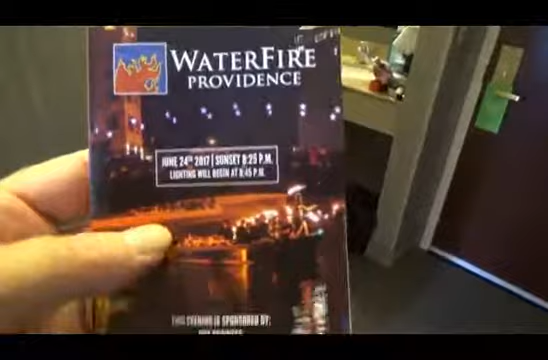 WATERFIRE
PROVIDENCE
JUNE 24TH 2017 | SUNSET 8:25 P.M.
LIGHTING WILL BEGIN AT 8:45 P.M.
THIS EVENING IS SPONSORED BY: